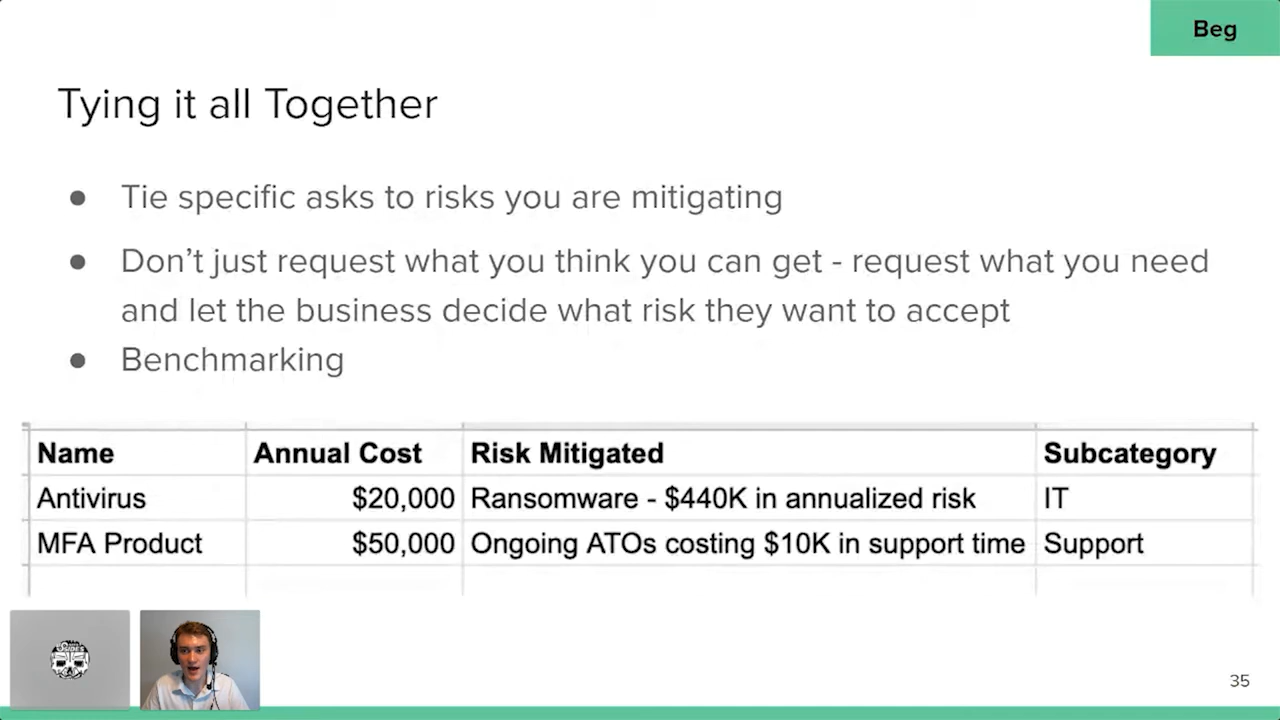 Beg
Tying it all Together
● Tie specific asks to risks you are mitigating
● Don't just request what you think you can get - request what you need
and let the business decide what risk they want to accept
● Benchmarking
Name Annual Cost Risk Mitigated Subcategory
Antivirus $20,000 Ransomware - $440K in annualized risk IT
MFA Product $50,000 Ongoing ATOs costing $10K in support time Support
SIDES
35